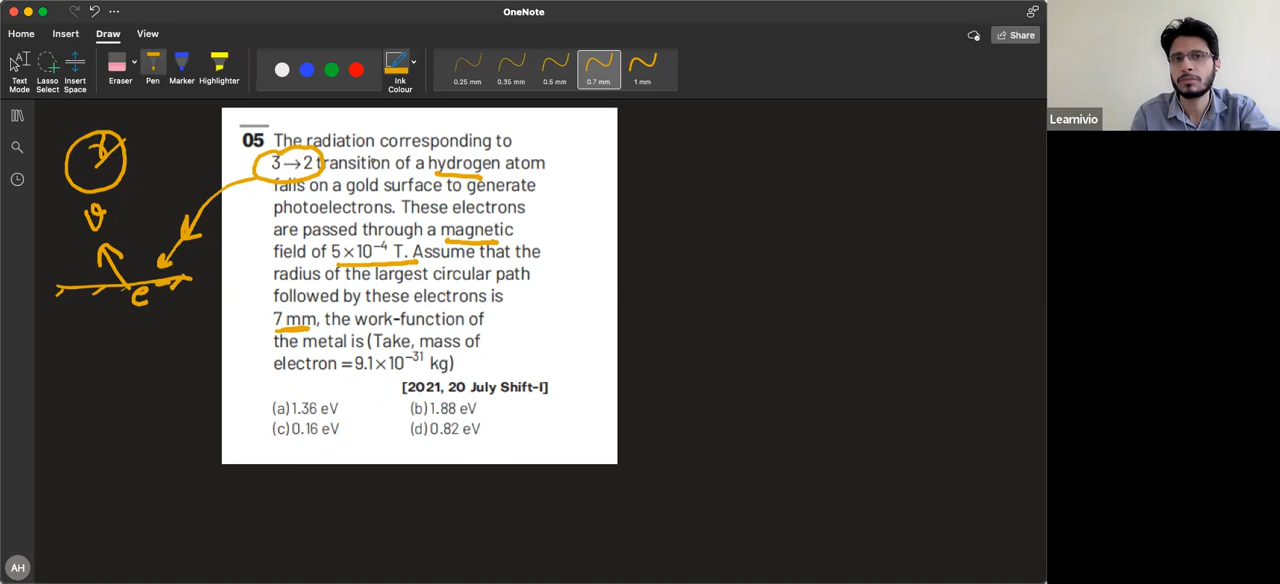 OneNote
Home Insert Draw View
Share
Text Mode
Lasso Select
Insert Space
Eraser
Pen
Marker
Highlighter
Ink Colour
0.25 mm 0.35 mm 0.5 mm 0.7 mm 1 mm
Learnivio
05 The radiation corresponding to
3→2 transition of a hydrogen atom
falls on a gold surface to generate
photoelectrons. These electrons
are passed through a magnetic
field of 5×10⁻⁴ T. Assume that the
radius of the largest circular path
followed by these electrons is
7 mm, the work-function of
the metal is (Take, mass of
electron = 9.1×10⁻³¹ kg)
[2021, 20 July Shift-I]
(a) 1.36 eV (b) 1.88 eV
(c) 0.16 eV (d) 0.82 eV
e
AH